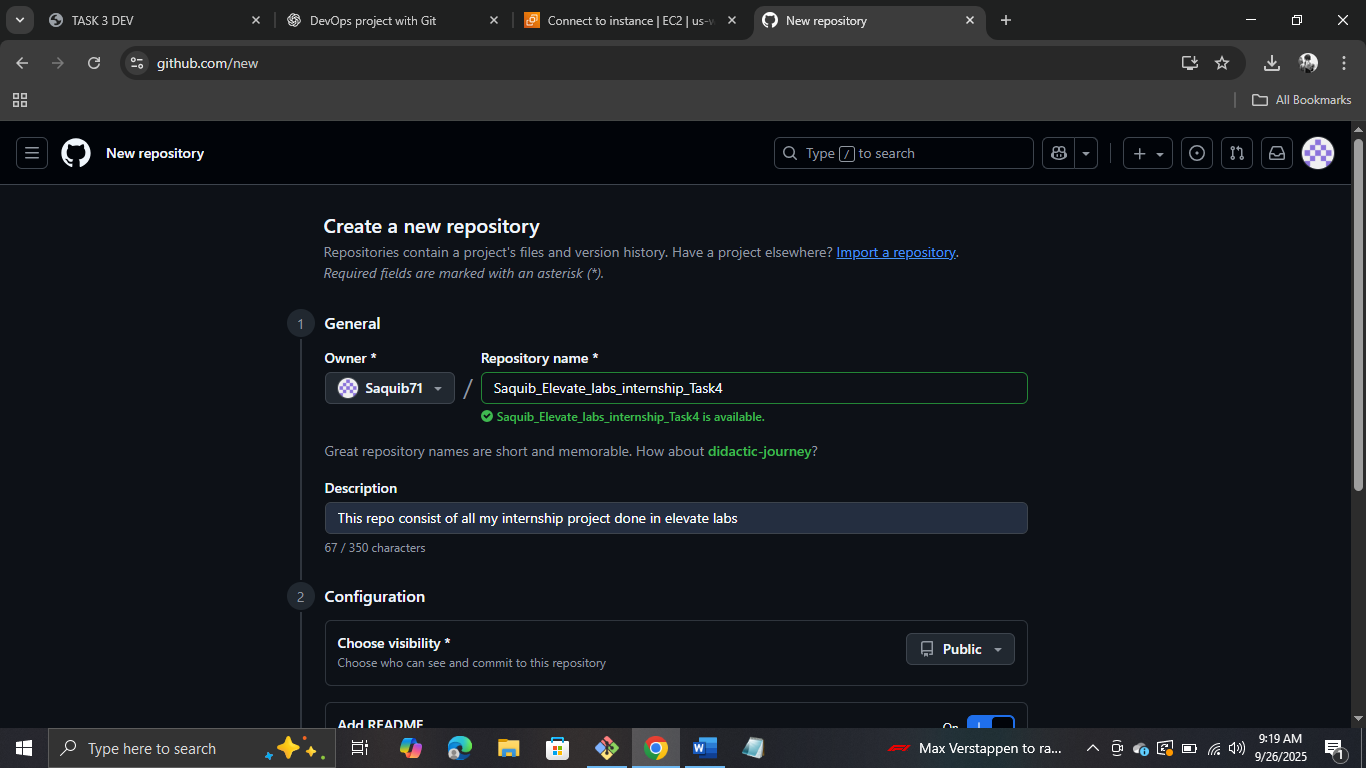 TASK 3 DEV
DevOps project with Git
Connect to instance | EC2 | us-w
New repository
github.com/new
All Bookmarks
New repository
Type / to search
Create a new repository
Repositories contain a project's files and version history. Have a project elsewhere? Import a repository.
Required fields are marked with an asterisk (*).
1 General
Owner *
Repository name *
Saquib71 / Saquib_Elevate_labs_internship_Task4
Saquib_Elevate_labs_internship_Task4 is available.
Great repository names are short and memorable. How about didactic-journey?
Description
This repo consist of all my internship project done in elevate labs
67 / 350 characters
2 Configuration
Choose visibility *
Choose who can see and commit to this repository
Public
Add README
On
Type here to search
Max Verstappen to ra...
9:19 AM
9/26/2025
1